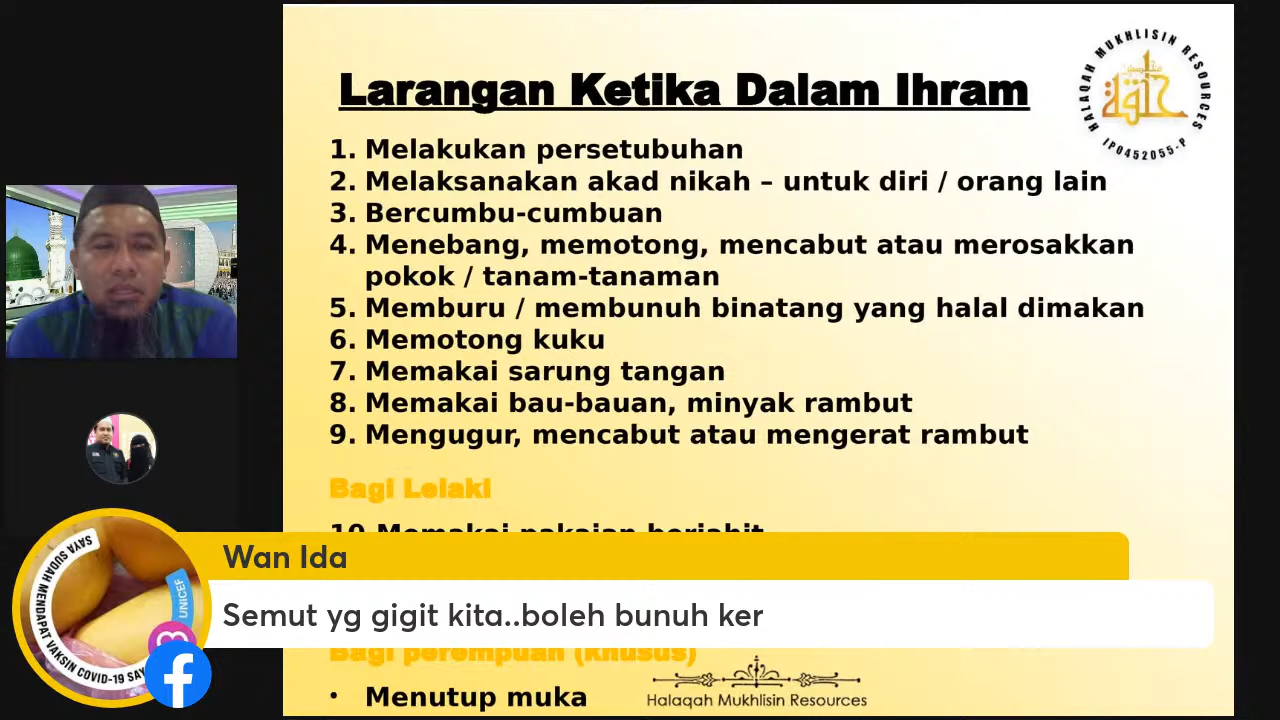 Larangan Ketika Dalam Ihram
HALAQAH MUKHLISIN RESOURCES
IP0452055-P
1. Melakukan persetubuhan
2. Melaksanakan akad nikah – untuk diri / orang lain
3. Bercumbu-cumbuan
4. Menebang, memotong, mencabut atau merosakkan
pokok / tanam-tanaman
5. Memburu / membunuh binatang yang halal dimakan
6. Memotong kuku
7. Memakai sarung tangan
8. Memakai bau-bauan, minyak rambut
9. Mengugur, mencabut atau mengerat rambut
Bagi Lelaki
10.Memakai pakaian berjahit
Wan Ida
Semut yg gigit kita..boleh bunuh ker
SAYA SUDAH MENDAPAT VAKSIN COVID-19
UNICEF
Bagi perempuan (khusus)
• Menutup muka
Halaqah Mukhlisin Resources